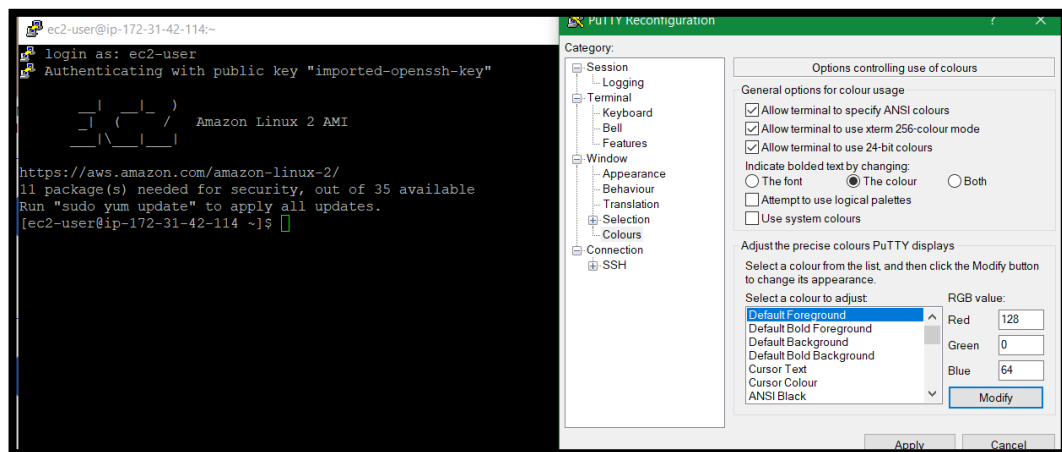 ec2-user@ip-172-31-42-114:~
login as: ec2-user
Authenticating with public key "imported-openssh-key"
__|  __|_  )
_|  (     /   Amazon Linux 2 AMI
___|\___|___|
https://aws.amazon.com/amazon-linux-2/
11 package(s) needed for security, out of 35 available
Run "sudo yum update" to apply all updates.
[ec2-user@ip-172-31-42-114 ~]$
PuTTY Reconfiguration
? ×
Category:
Session
Logging
Terminal
Keyboard
Bell
Features
Window
Appearance
Behaviour
Translation
Selection
Colours
Connection
SSH
Options controlling use of colours
General options for colour usage
Allow terminal to specify ANSI colours
Allow terminal to use xterm 256-colour mode
Allow terminal to use 24-bit colours
Indicate bolded text by changing:
The font The colour Both
Attempt to use logical palettes
Use system colours
Adjust the precise colours PuTTY displays
Select a colour from the list, and then click the Modify button
to change its appearance.
Select a colour to adjust: RGB value:
Default Foreground
Default Bold Foreground
Default Background
Default Bold Background
Cursor Text
Cursor Colour
ANSI Black
Red 128
Green 0
Blue 64
Modify
Apply Cancel